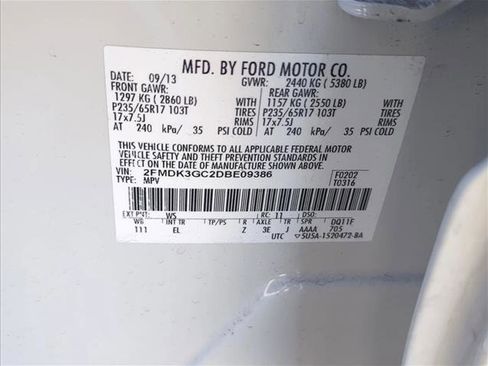 MFD. BY FORD MOTOR CO.
DATE: 09/13 GVWR: 2440 KG ( 5380 LB)
FRONT GAWR: REAR GAWR:
1297 KG ( 2860 LB) WITH 1157 KG ( 2550 LB) WITH
P235/65R17 103T TIRES P235/65R17 103T TIRES
17x7.5J RIMS 17x7.5J RIMS
AT 240 kPa/ 35 PSI COLD AT 240 kPa/ 35 PSI COLD
THIS VEHICLE CONFORMS TO ALL APPLICABLE FEDERAL MOTOR
VEHICLE SAFETY AND THEFT PREVENTION STANDARDS IN EFFECT
ON THE DATE OF MANUFACTURE SHOWN ABOVE.
VIN: 2FMDK3GC2DBE09386 F0202
TYPE: MPV T0316
EXT PNT: WS RC: 11 DSO:
WB INT TR TP/PS R AXLE TR SPR DQ11F
111 EL Z 3E J AAAA 705
UTC 5U5A-1520472-BA